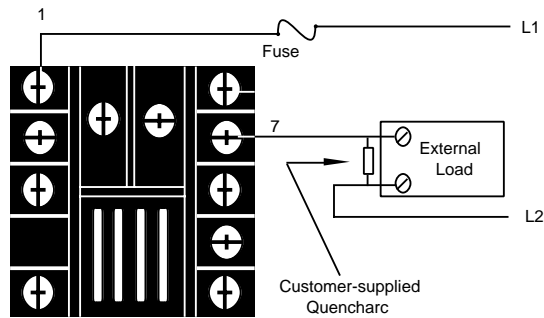 1
L1
Fuse
7
External
Load
L2
Customer-supplied
Quencharc